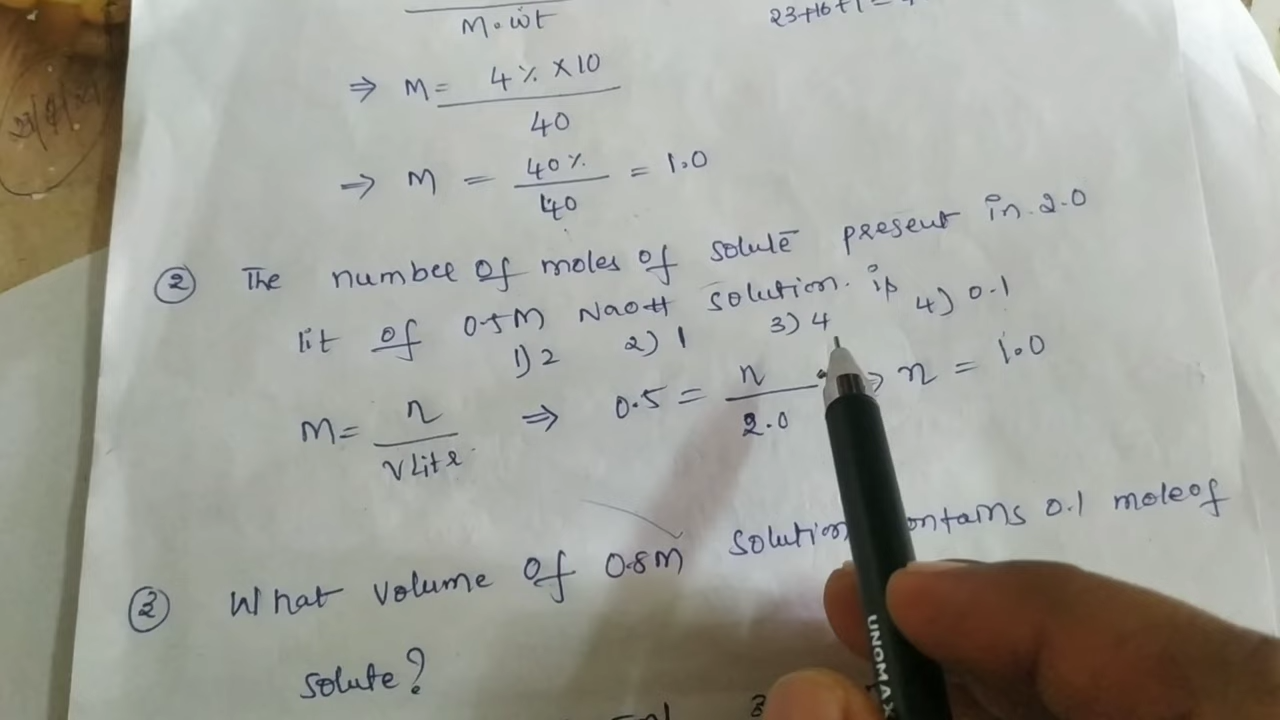 M.wt
23+16+1=
⇒ M = 4% × 10 / 40
⇒ M = 40% / 40 = 1.0
② The number of moles of solute present in 2.0
lit of 0.5M NaOH solution. is
1) 2 2) 1 3) 4 4) 0.1
M = n / V litr ⇒ 0.5 = n / 2.0 ⇒ n = 1.0
③ What volume of 0.8M solution contains 0.1 mole of
solute?
UNOMAX